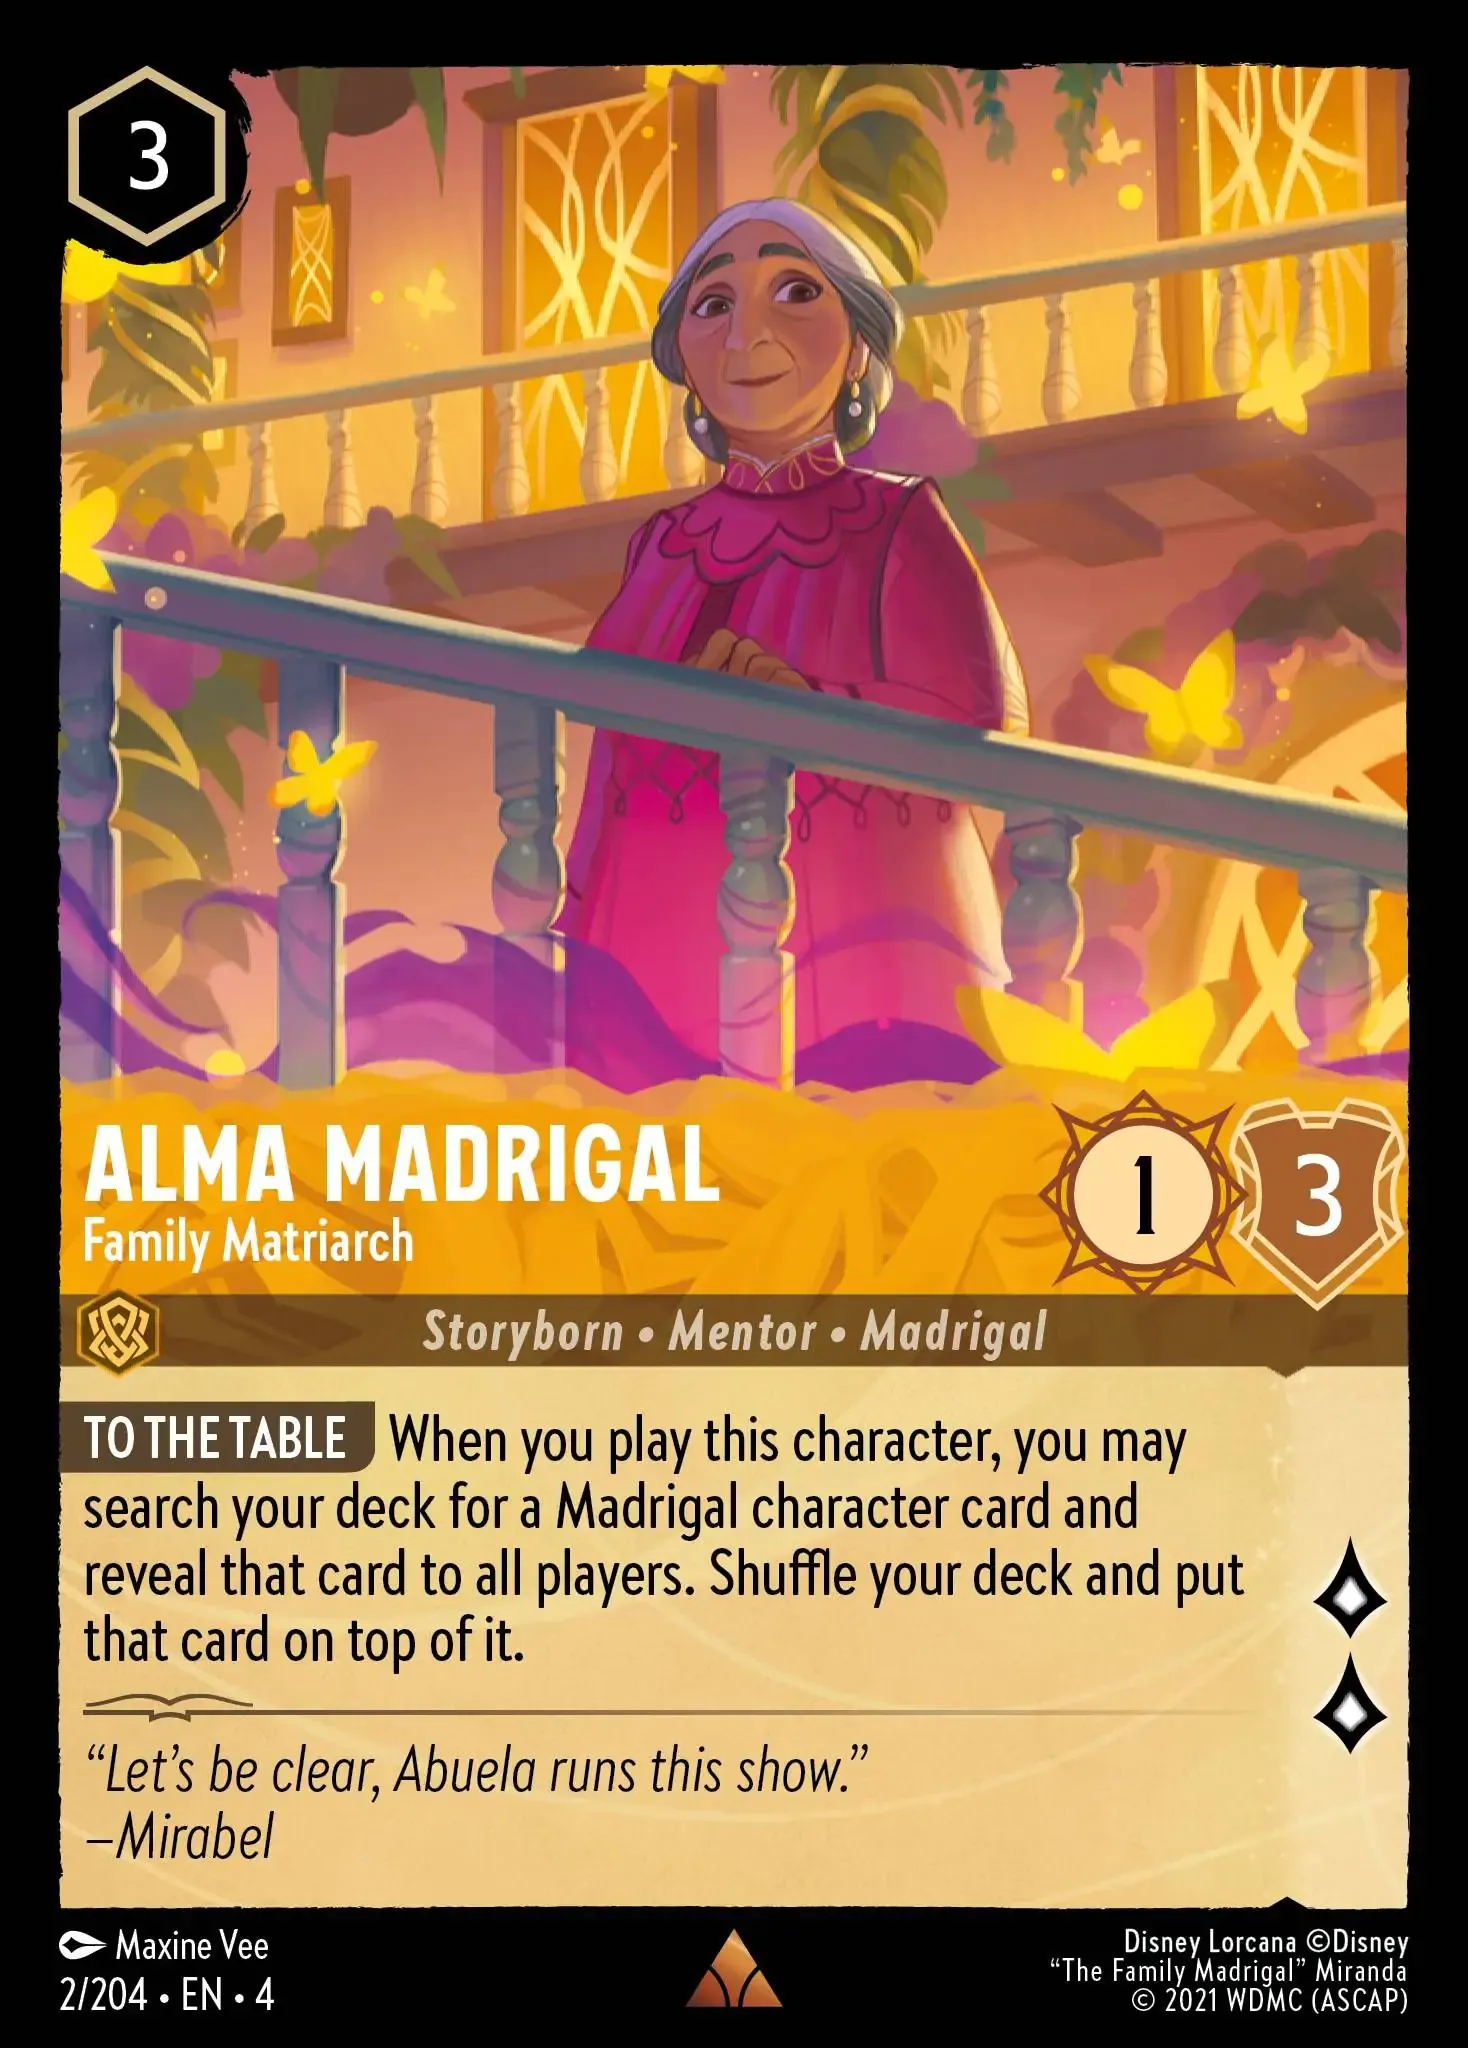 3
ALMA MADRIGAL
Family Matriarch
1
3
Storyborn • Mentor • Madrigal
TO THE TABLE When you play this character, you may
search your deck for a Madrigal character card and
reveal that card to all players. Shuffle your deck and put
that card on top of it.
“Let’s be clear, Abuela runs this show.”
–Mirabel
Maxine Vee
2/204 • EN • 4
Disney Lorcana ©Disney
“The Family Madrigal” Miranda
© 2021 WDMC (ASCAP)